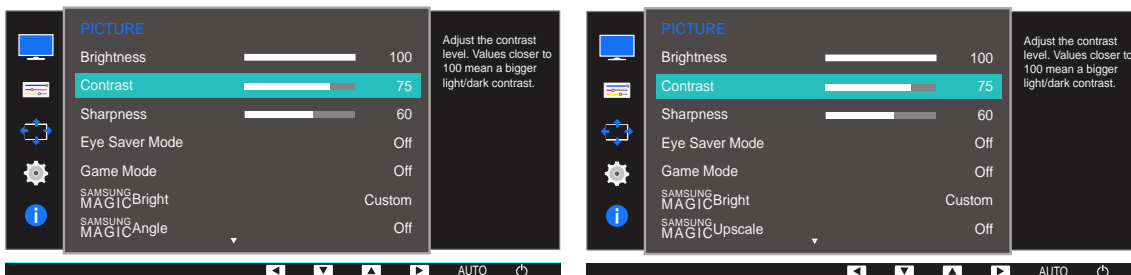 PICTURE
Brightness 100
Contrast 75
Sharpness 60
Eye Saver Mode Off
Game Mode Off
SAMSUNG
MAGIC Bright Custom
SAMSUNG
MAGIC Angle Off
Adjust the contrast
level. Values closer to
100 mean a bigger
light/dark contrast.
AUTO
PICTURE
Brightness 100
Contrast 75
Sharpness 60
Eye Saver Mode Off
Game Mode Off
SAMSUNG
MAGIC Bright Custom
SAMSUNG
MAGIC Upscale Off
Adjust the contrast
level. Values closer to
100 mean a bigger
light/dark contrast.
AUTO